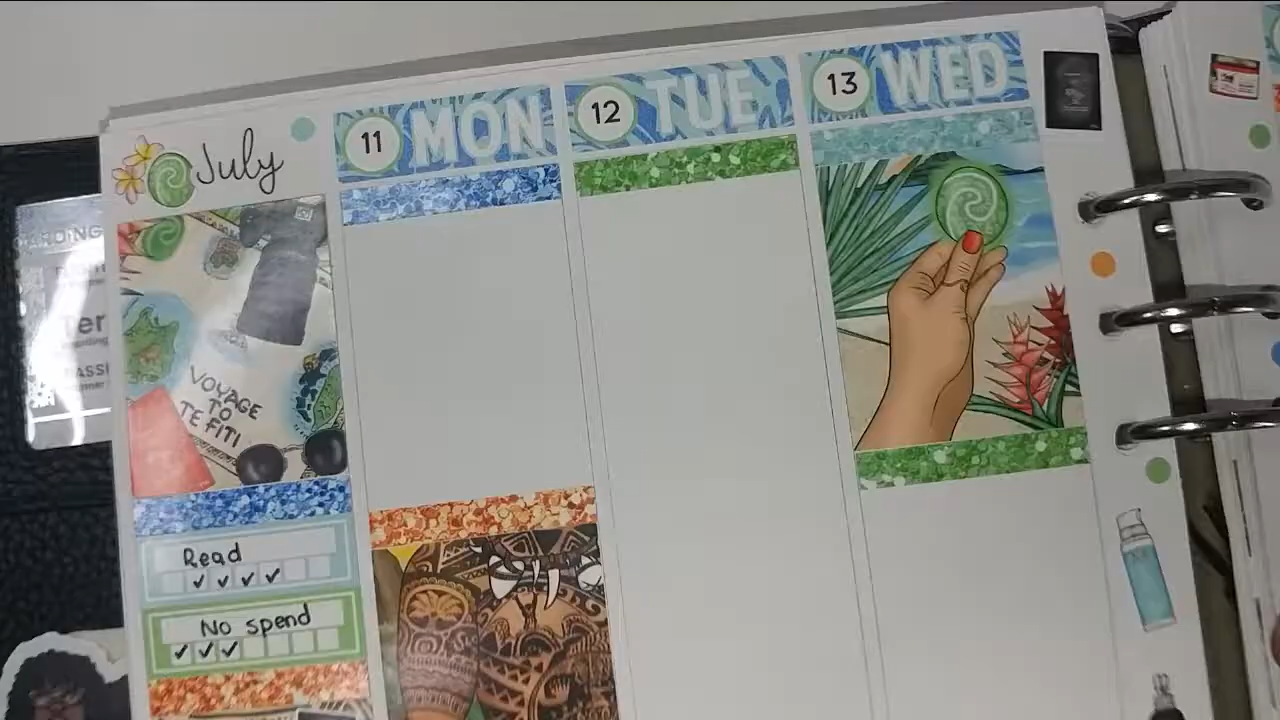 July
11 MON
12 TUE
13 WED
VOYAGE
TO
TE FITI
Read
No spend